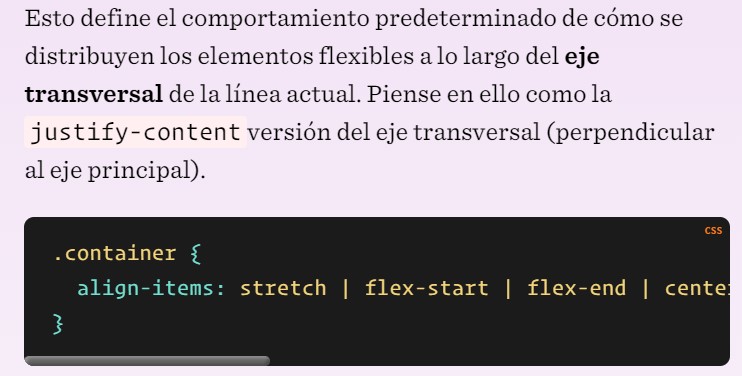 Esto define el comportamiento predeterminado de cómo se
distribuyen los elementos flexibles a lo largo del eje
transversal de la línea actual. Piense en ello como la
justify-content versión del eje transversal (perpendicular
al eje principal).
CSS
.container {
  align-items: stretch | flex-start | flex-end | cente
}